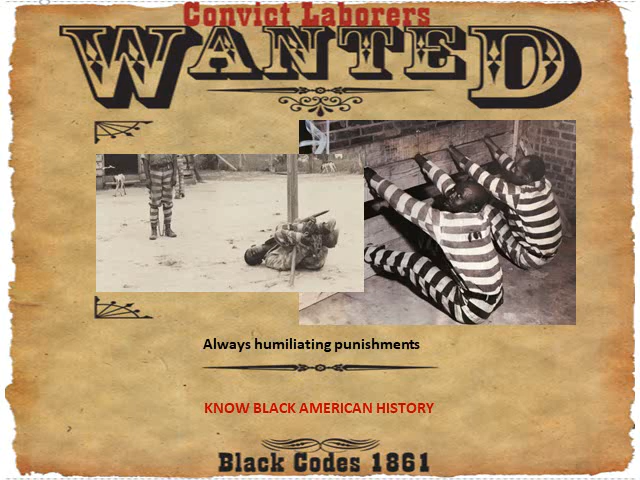 Convict Laborers
WANTED
Always humiliating punishments
KNOW BLACK AMERICAN HISTORY
Black Codes 1861